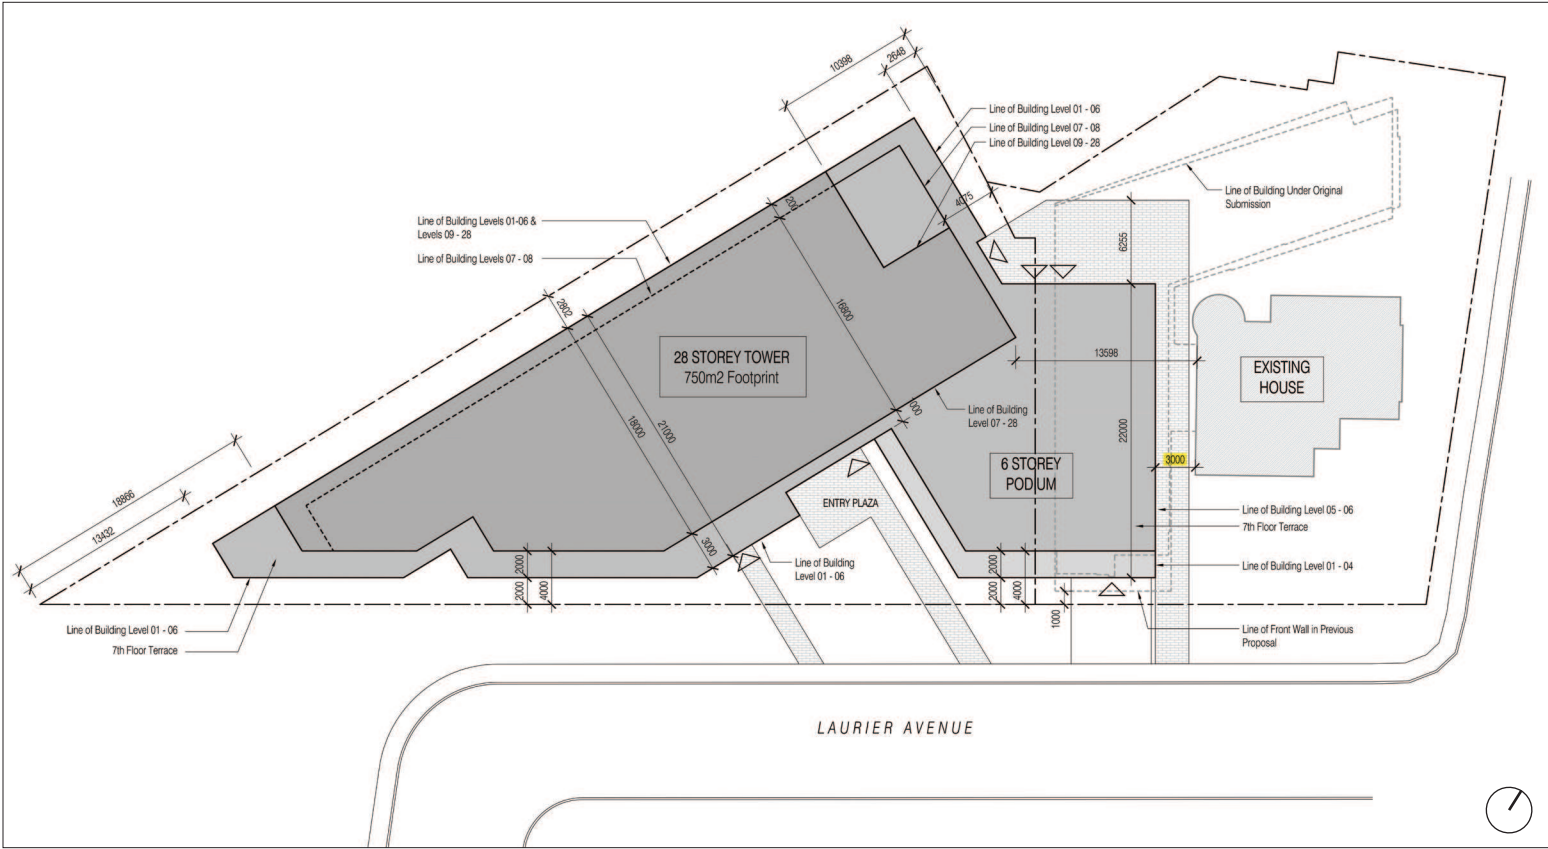 10398
2648
Line of Building Level 01 - 06
Line of Building Level 07 - 08
Line of Building Level 09 - 28
Line of Building Under Original
Submission
4075
200
Line of Building Levels 01-06 &
Levels 09 - 28
Line of Building Levels 07 - 08
6255
2802
16800
28 STOREY TOWER
750m2 Footprint
13598
EXISTING
HOUSE
Line of Building
Level 07 - 28
18000
21000
22000
6 STOREY
PODIUM
3000
18866
13432
ENTRY PLAZA
Line of Building Level 05 - 06
7th Floor Terrace
3000
Line of Building
Level 01 - 06
Line of Building Level 01 - 04
2000
2000
4000
2000
2000
4000
1000
Line of Building Level 01 - 06
7th Floor Terrace
Line of Front Wall in Previous
Proposal
LAURIER AVENUE